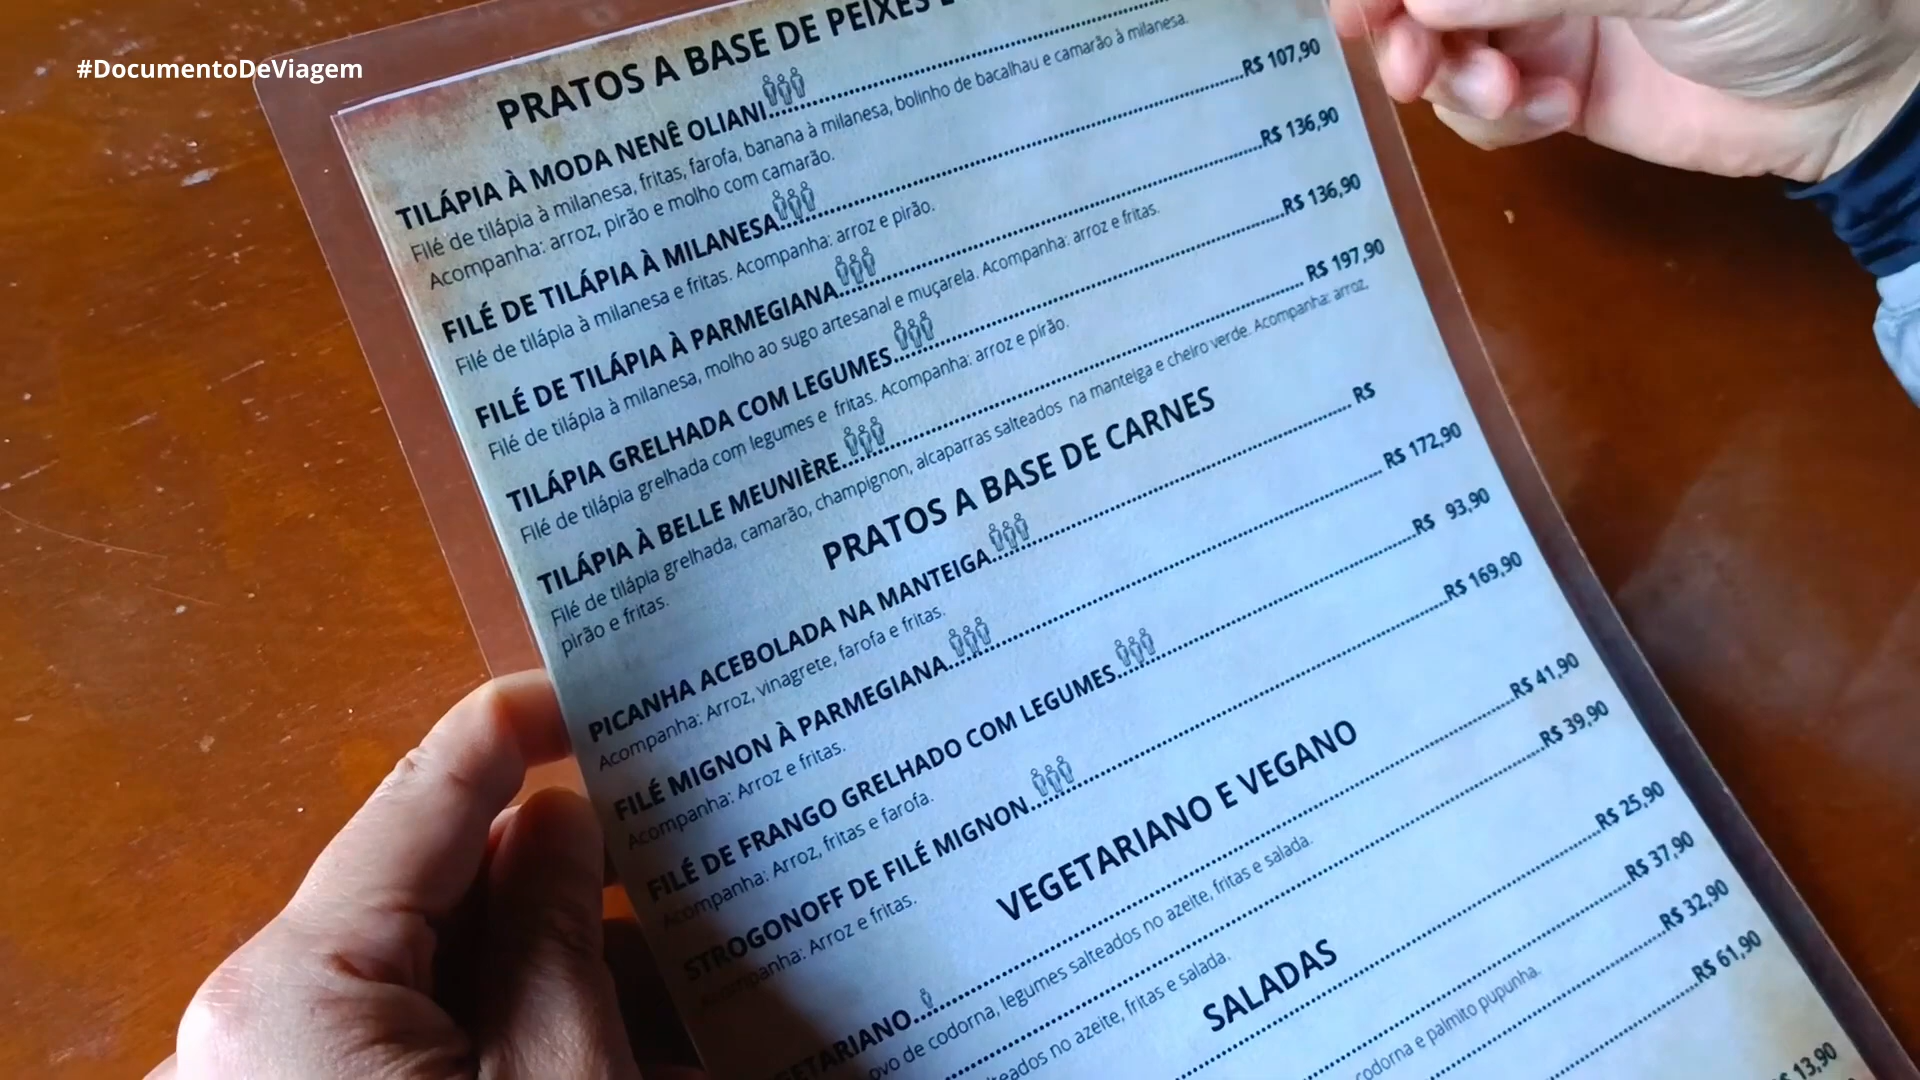 #DocumentoDeViagem
PRATOS A BASE DE PEIXES
TILÁPIA À MODA NENÊ OLIANI
Filé de tilápia à milanesa, fritas, farofa, banana à milanesa, bolinho de bacalhau e camarão à milanesa.
Acompanha: arroz, pirão e molho com camarão.
FILÉ DE TILÁPIA À MILANESA R$ 107,90
Filé de tilápia à milanesa e fritas. Acompanha: arroz e pirão.
FILÉ DE TILÁPIA À PARMEGIANA R$ 136,90
Filé de tilápia à milanesa, molho ao sugo artesanal e muçarela. Acompanha: arroz e fritas.
TILÁPIA GRELHADA COM LEGUMES R$ 136,90
Filé de tilápia grelhada com legumes e fritas. Acompanha: arroz e pirão.
TILÁPIA À BELLE MEUNIÈRE R$ 197,90
Filé de tilápia grelhada, camarão, champignon, alcaparras salteados na manteiga e cheiro verde. Acompanha: arroz,
pirão e fritas.
PRATOS A BASE DE CARNES
PICANHA ACEBOLADA NA MANTEIGA R$
Acompanha: Arroz, vinagrete, farofa e fritas.
FILÉ MIGNON À PARMEGIANA R$ 172,90
Acompanha: Arroz e fritas.
FILÉ DE FRANGO GRELHADO COM LEGUMES R$ 93,90
Acompanha: Arroz, fritas e farofa.
STROGONOFF DE FILÉ MIGNON R$ 169,90
Acompanha: Arroz e fritas.
VEGETARIANO E VEGANO
GETARIANO R$ 41,90
ovo de codorna, legumes salteados no azeite, fritas e salada.
R$ 39,90
teados no azeite, fritas e salada.
SALADAS
R$ 25,90
R$ 37,90
R$ 32,90
codorna e palmito pupunha.
R$ 61,90
13,90